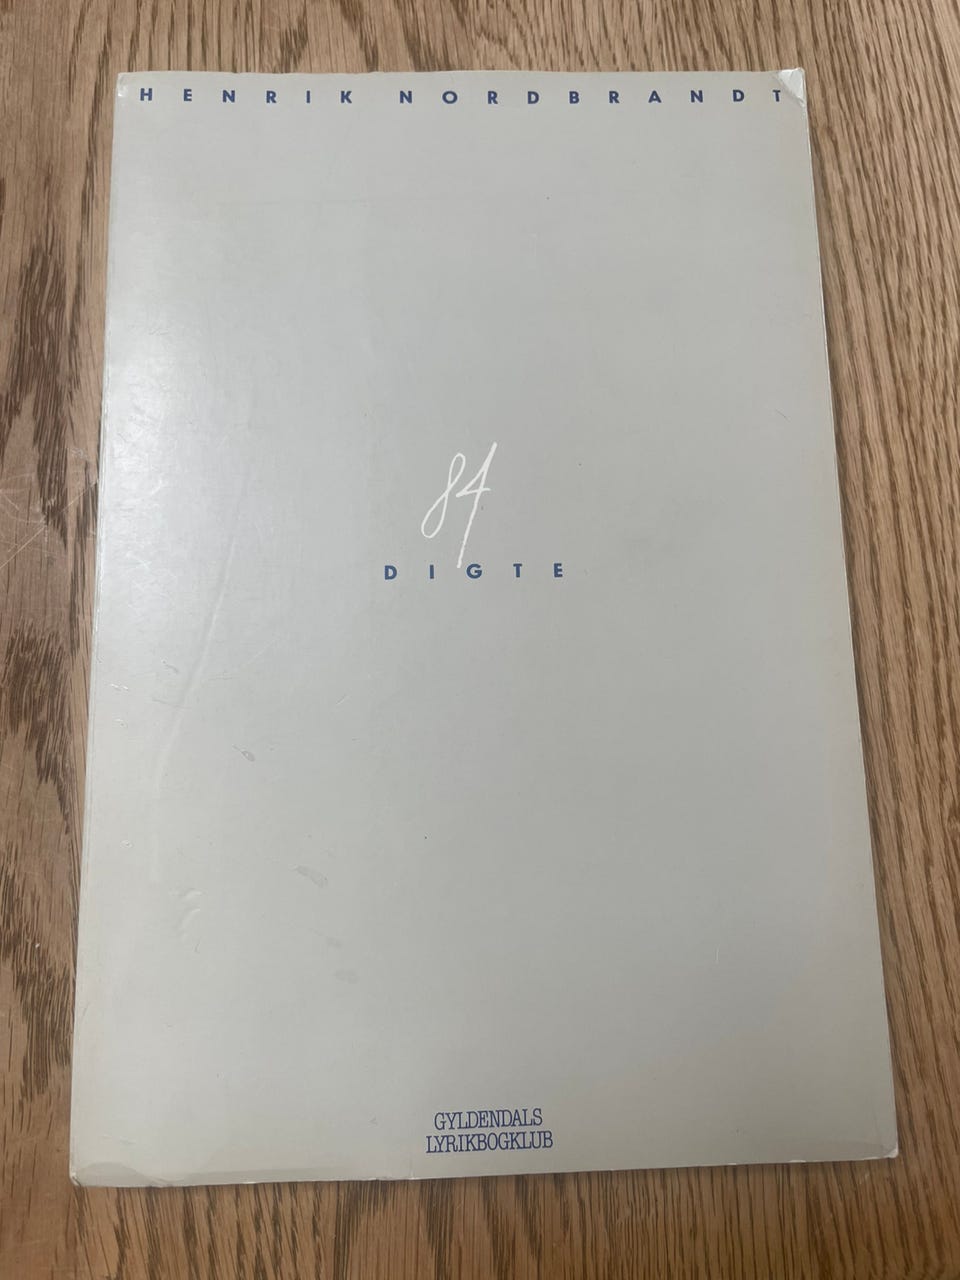 HENRIK NORDBRANDT
84
DIGTE
GYLDENDALS
LYRIKBOGKLUB